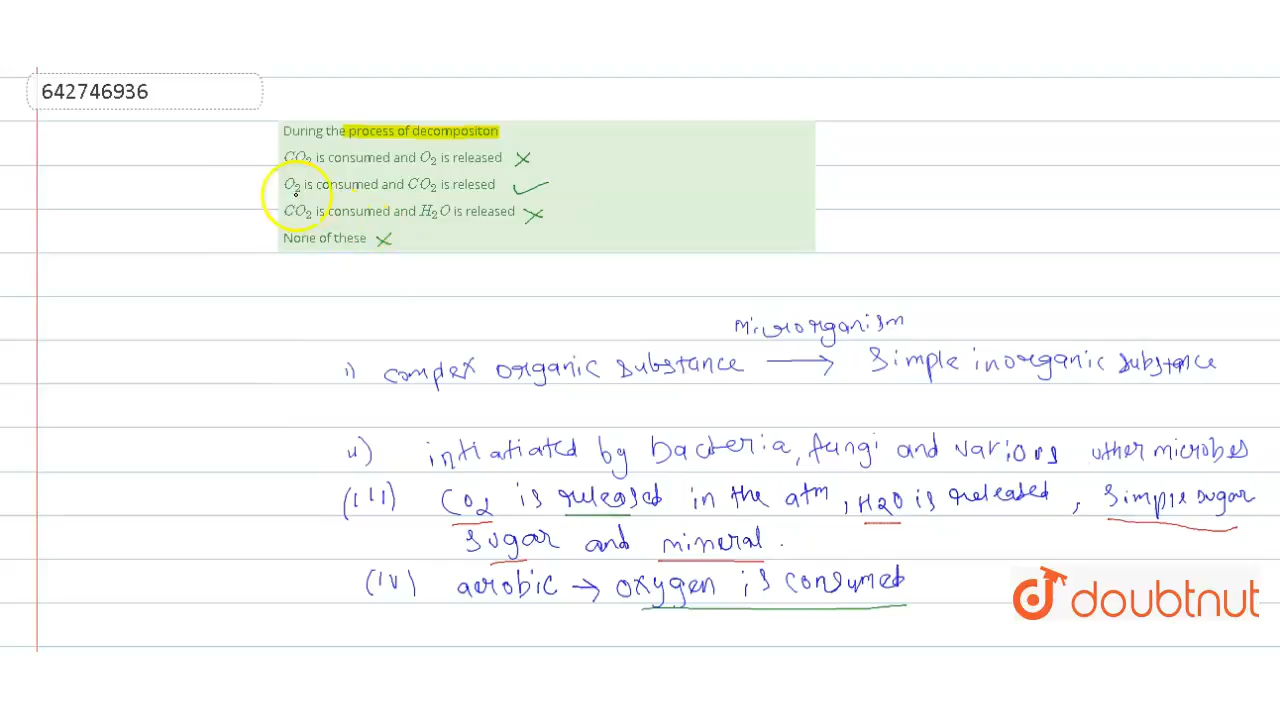 642746936
During the process of decompositon
CO2 is consumed and O2 is released ×
O2 is consumed and CO2 is relesed ✓
CO2 is consumed and H2O is released ×
None of these ×
Microorganism
i) complex organic substance → Simple inorganic substance
ii) intiatiated by bacteria, fungi and variors other microbes
(iii) CO2 is released in the atm, H2O is released, simple sugar
sugar and mineral.
(iv) aerobic → oxygen is consumed
doubtnut